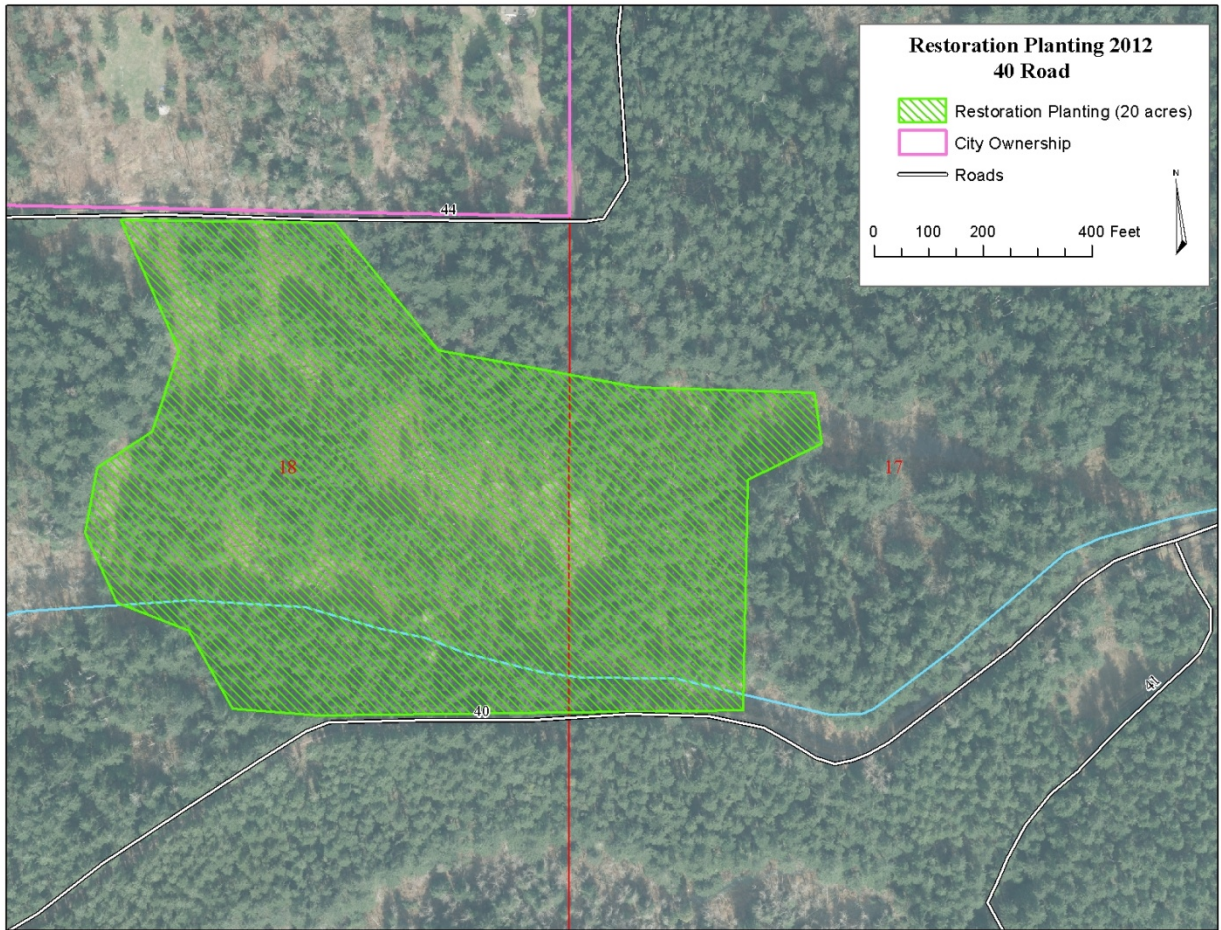 Restoration Planting 2012
40 Road
Restoration Planting (20 acres)
City Ownership
Roads
N
0 100 200 400 Feet
44
18
17
41
40